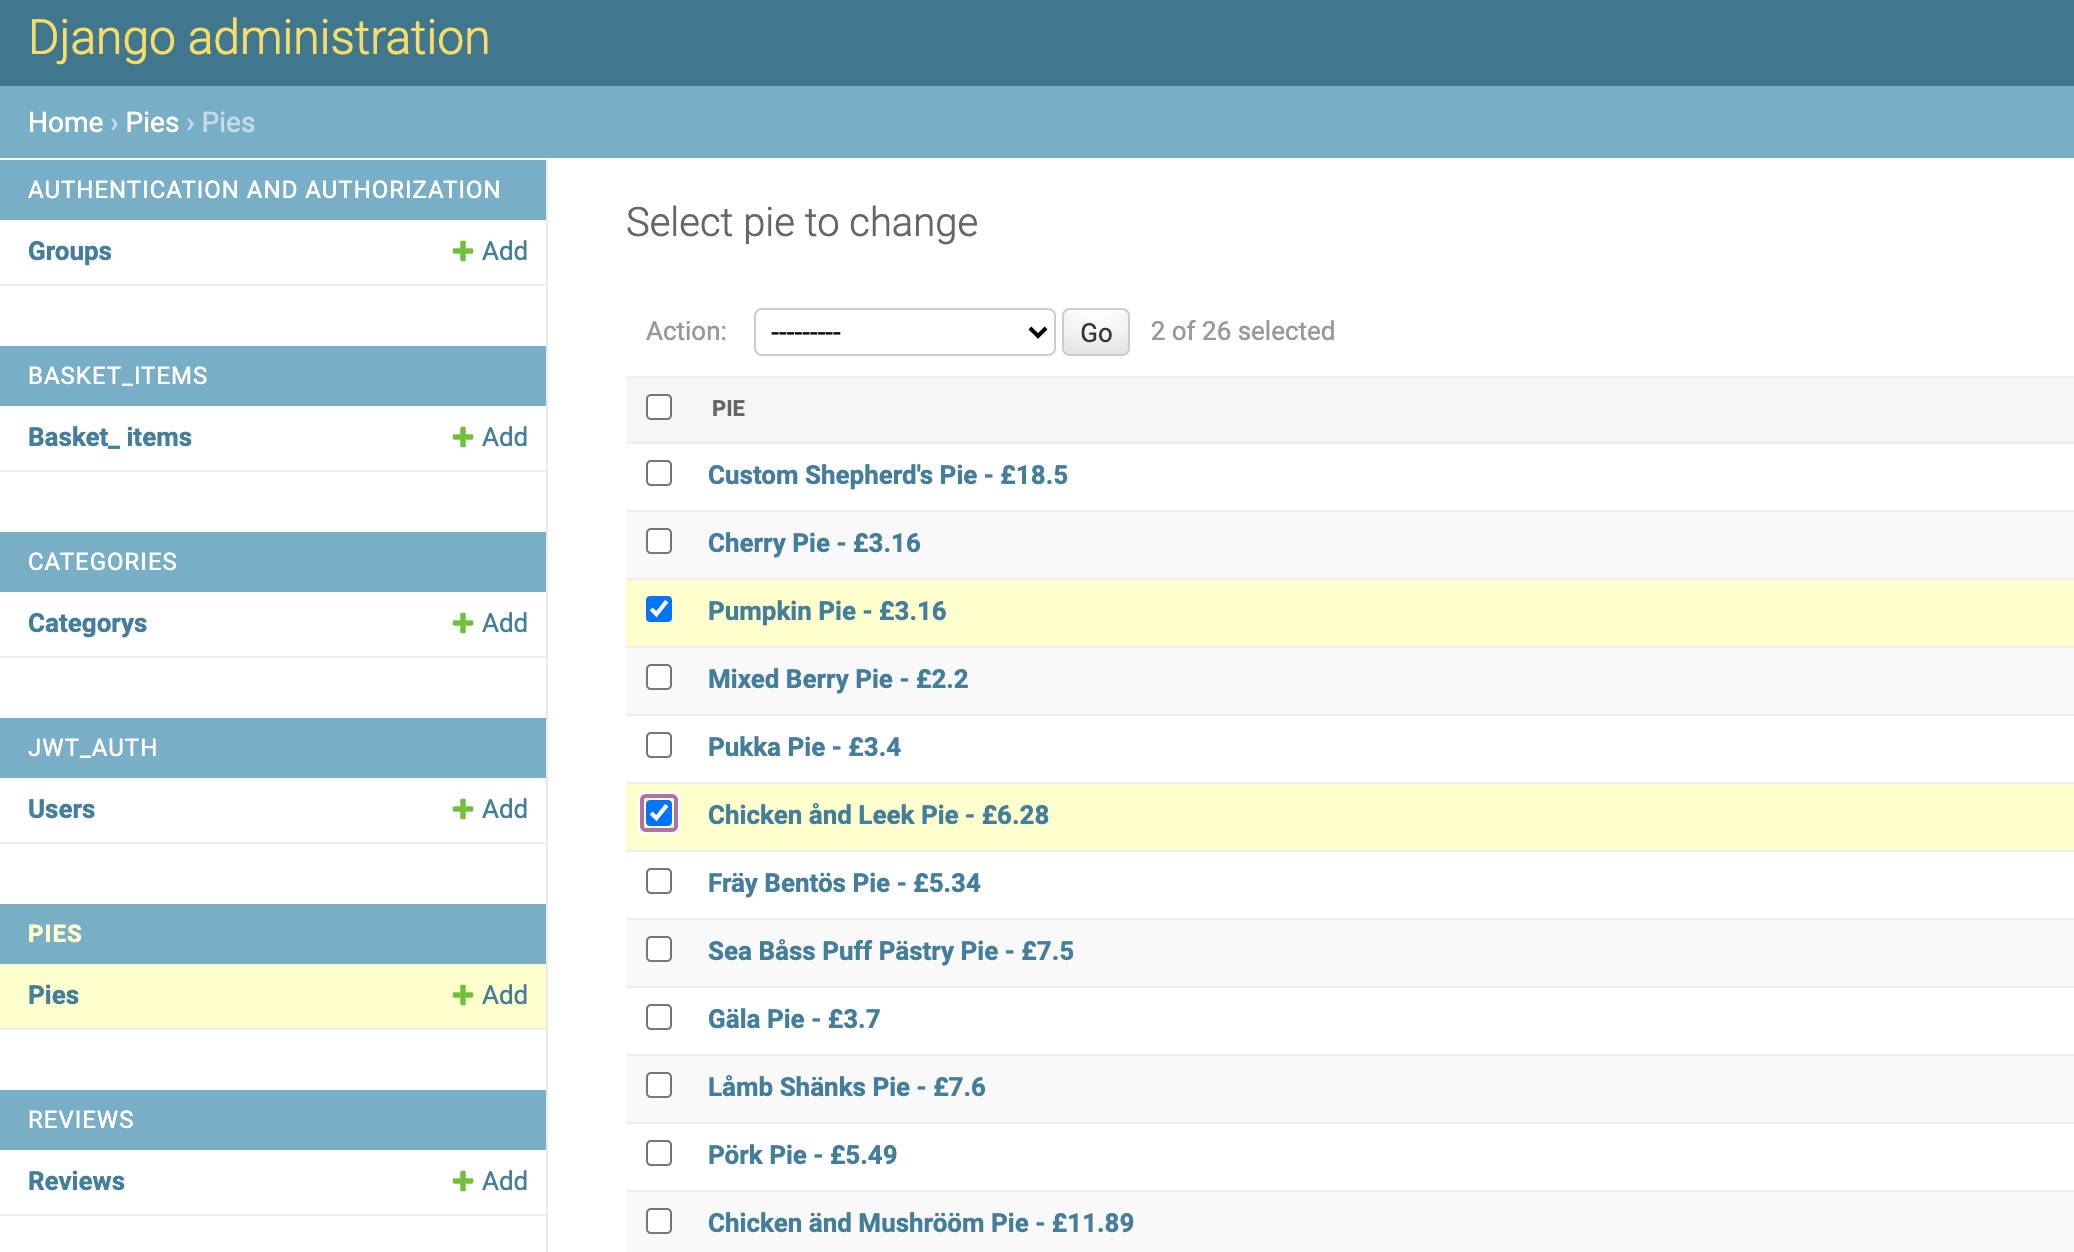 Django administration
Home › Pies › Pies
AUTHENTICATION AND AUTHORIZATION
Groups Add
BASKET_ITEMS
Basket_ items Add
CATEGORIES
Categorys Add
JWT_AUTH
Users Add
PIES
Pies Add
REVIEWS
Reviews Add
Select pie to change
Action: --------- Go 2 of 26 selected
PIE
Custom Shepherd's Pie - £18.5
Cherry Pie - £3.16
Pumpkin Pie - £3.16
Mixed Berry Pie - £2.2
Pukka Pie - £3.4
Chicken ånd Leek Pie - £6.28
Fräy Bentös Pie - £5.34
Sea Båss Puff Pästry Pie - £7.5
Gäla Pie - £3.7
Låmb Shänks Pie - £7.6
Pörk Pie - £5.49
Chicken änd Mushrööm Pie - £11.89